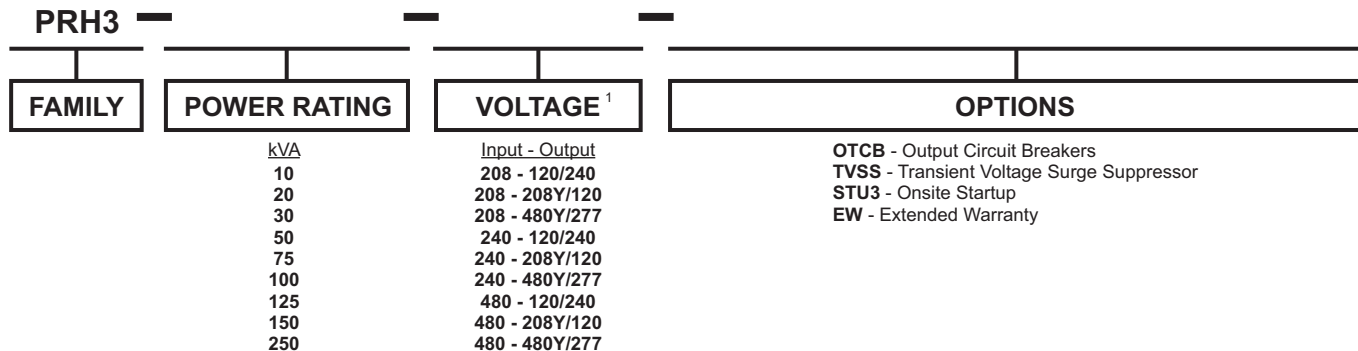 PRH3 — — —
FAMILY POWER RATING VOLTAGE 1 OPTIONS
kVA Input - Output OTCB - Output Circuit Breakers
10 208 - 120/240 TVSS - Transient Voltage Surge Suppressor
20 208 - 208Y/120 STU3 - Onsite Startup
30 208 - 480Y/277 EW - Extended Warranty
50 240 - 120/240
75 240 - 208Y/120
100 240 - 480Y/277
125 480 - 120/240
150 480 - 208Y/120
250 480 - 480Y/277